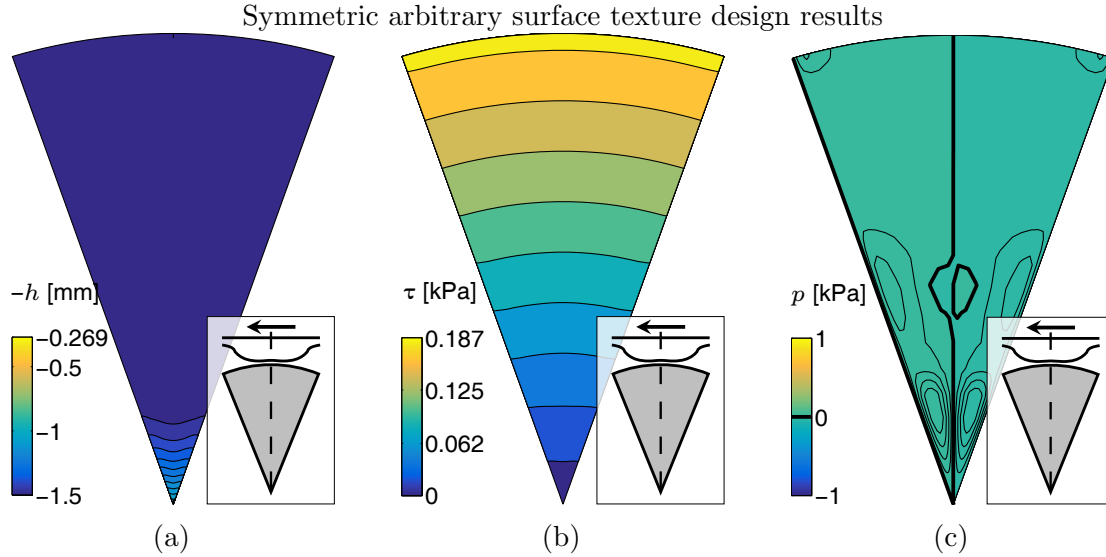 Symmetric arbitrary surface texture design results
-h [mm]
-0.269
-0.5
-1
-1.5
(a)
τ [kPa]
0.187
0.125
0.062
0
(b)
p [kPa]
1
0
-1
(c)